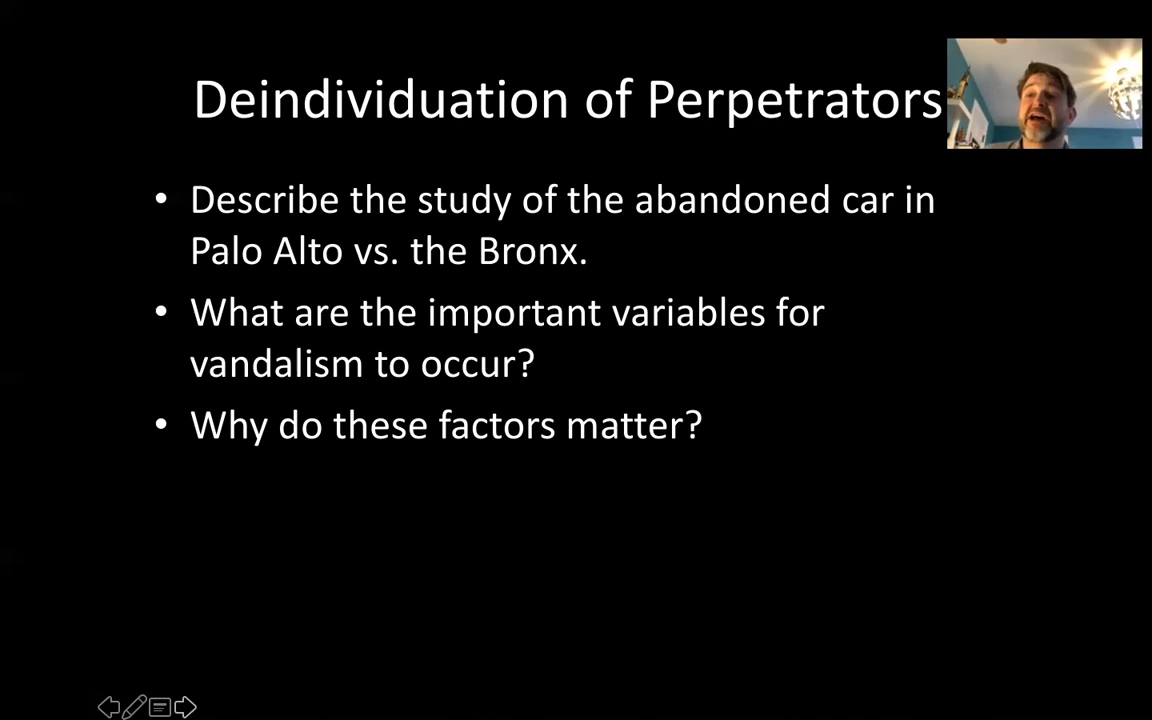 Deindividuation of Perpetrators
• Describe the study of the abandoned car in
Palo Alto vs. the Bronx.
• What are the important variables for
vandalism to occur?
• Why do these factors matter?